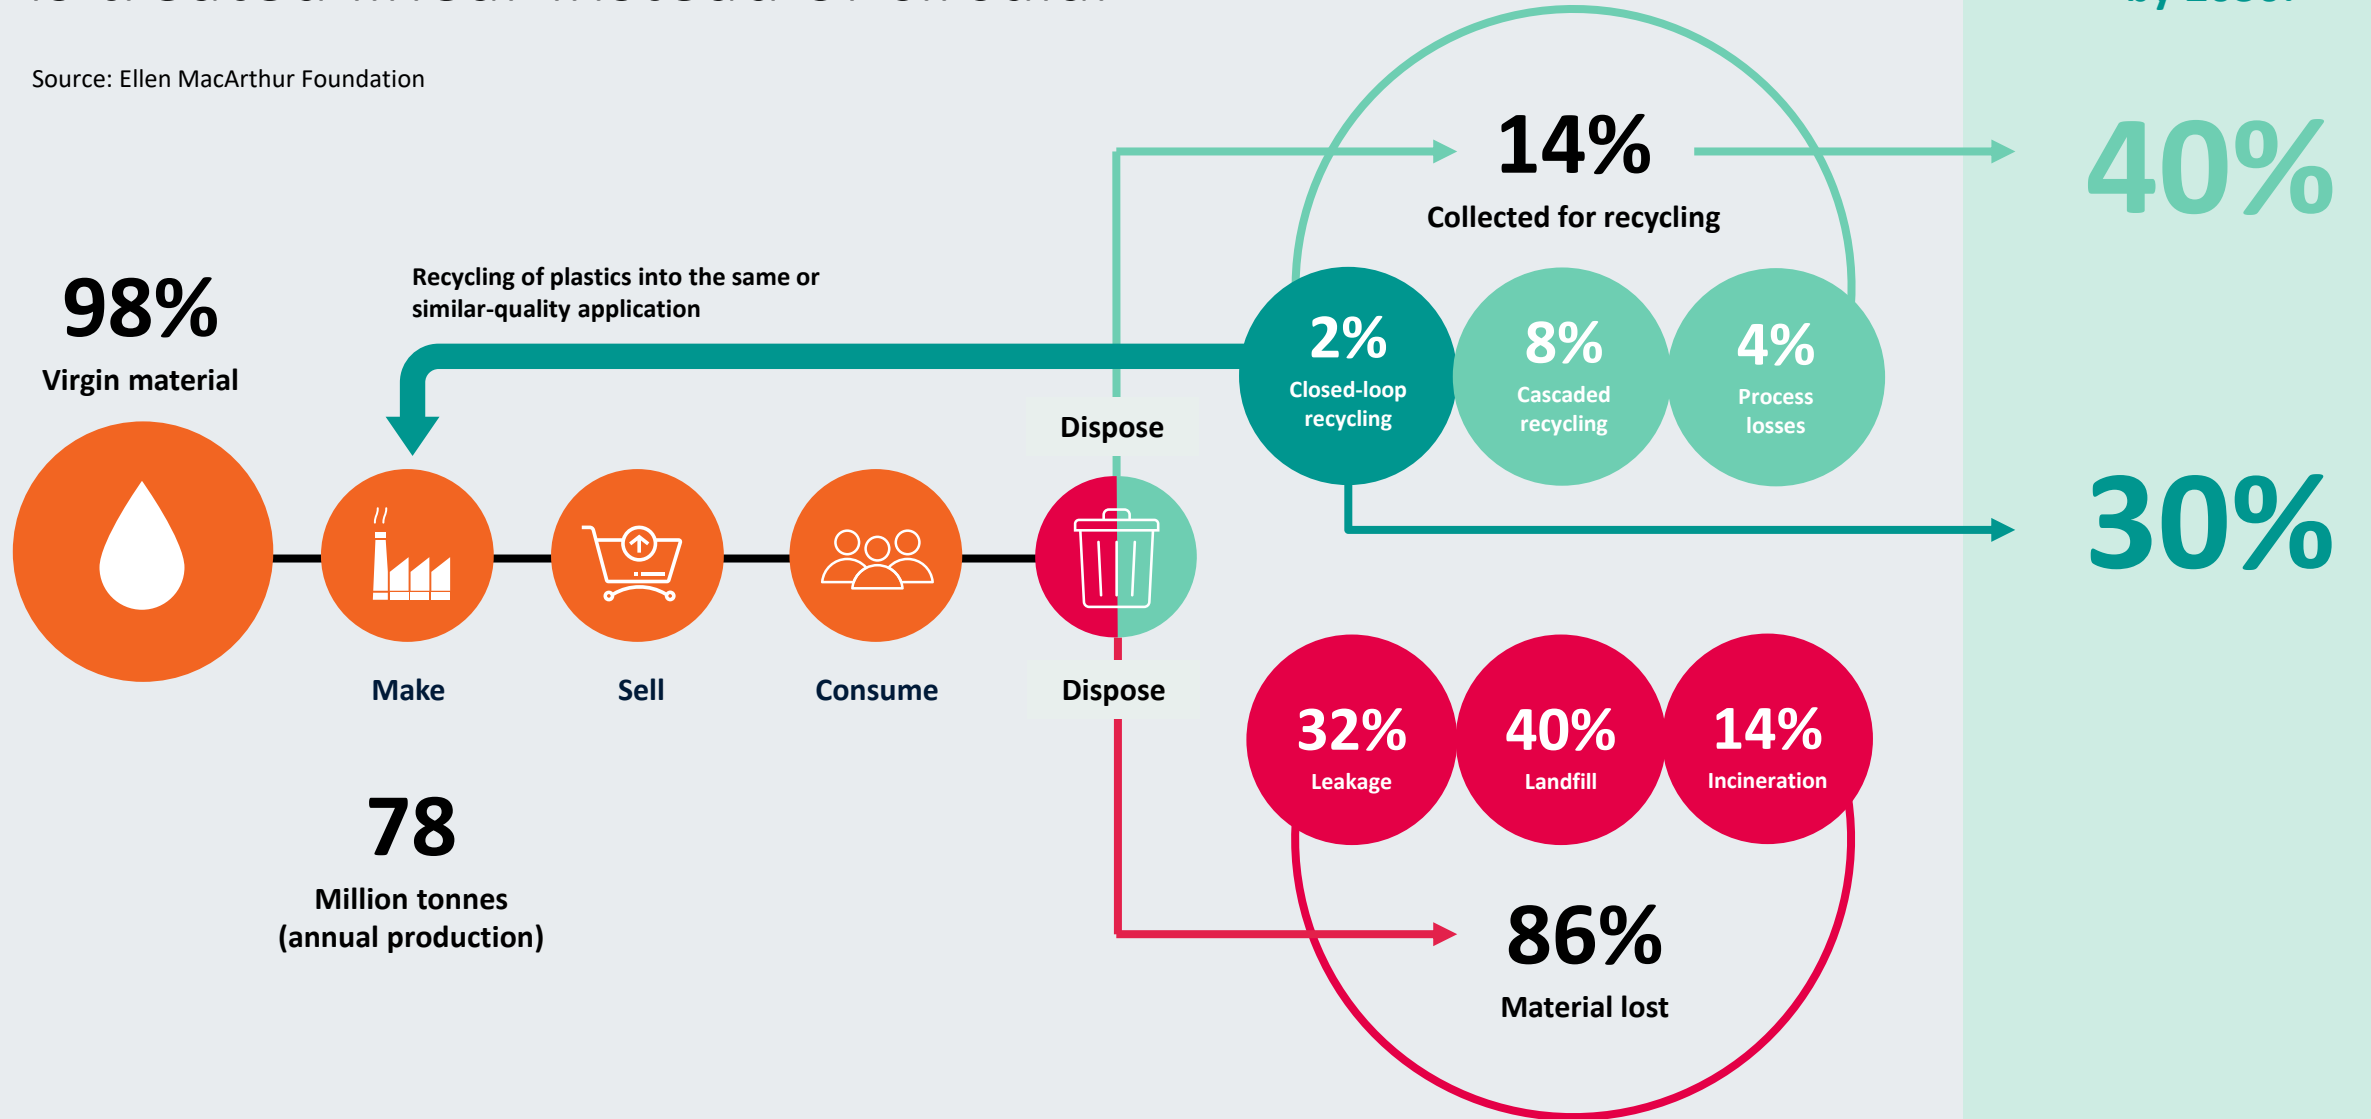 Source: Ellen MacArthur Foundation
98%
Virgin material
Recycling of plastics into the same or
similar-quality application
Make
Sell
Consume
78
Million tonnes
(annual production)
Dispose
Dispose
14%
Collected for recycling
2%
Closed-loop
recycling
8%
Cascaded
recycling
4%
Process
losses
32%
Leakage
40%
Landfill
14%
Incineration
86%
Material lost
by
40%
30%